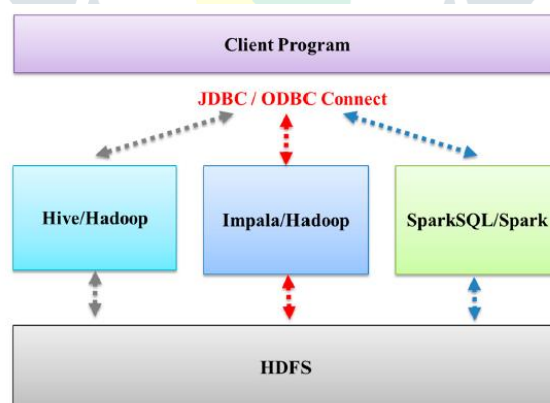 Client Program
JDBC / ODBC Connect
Hive/Hadoop
Impala/Hadoop
SparkSQL/Spark
HDFS